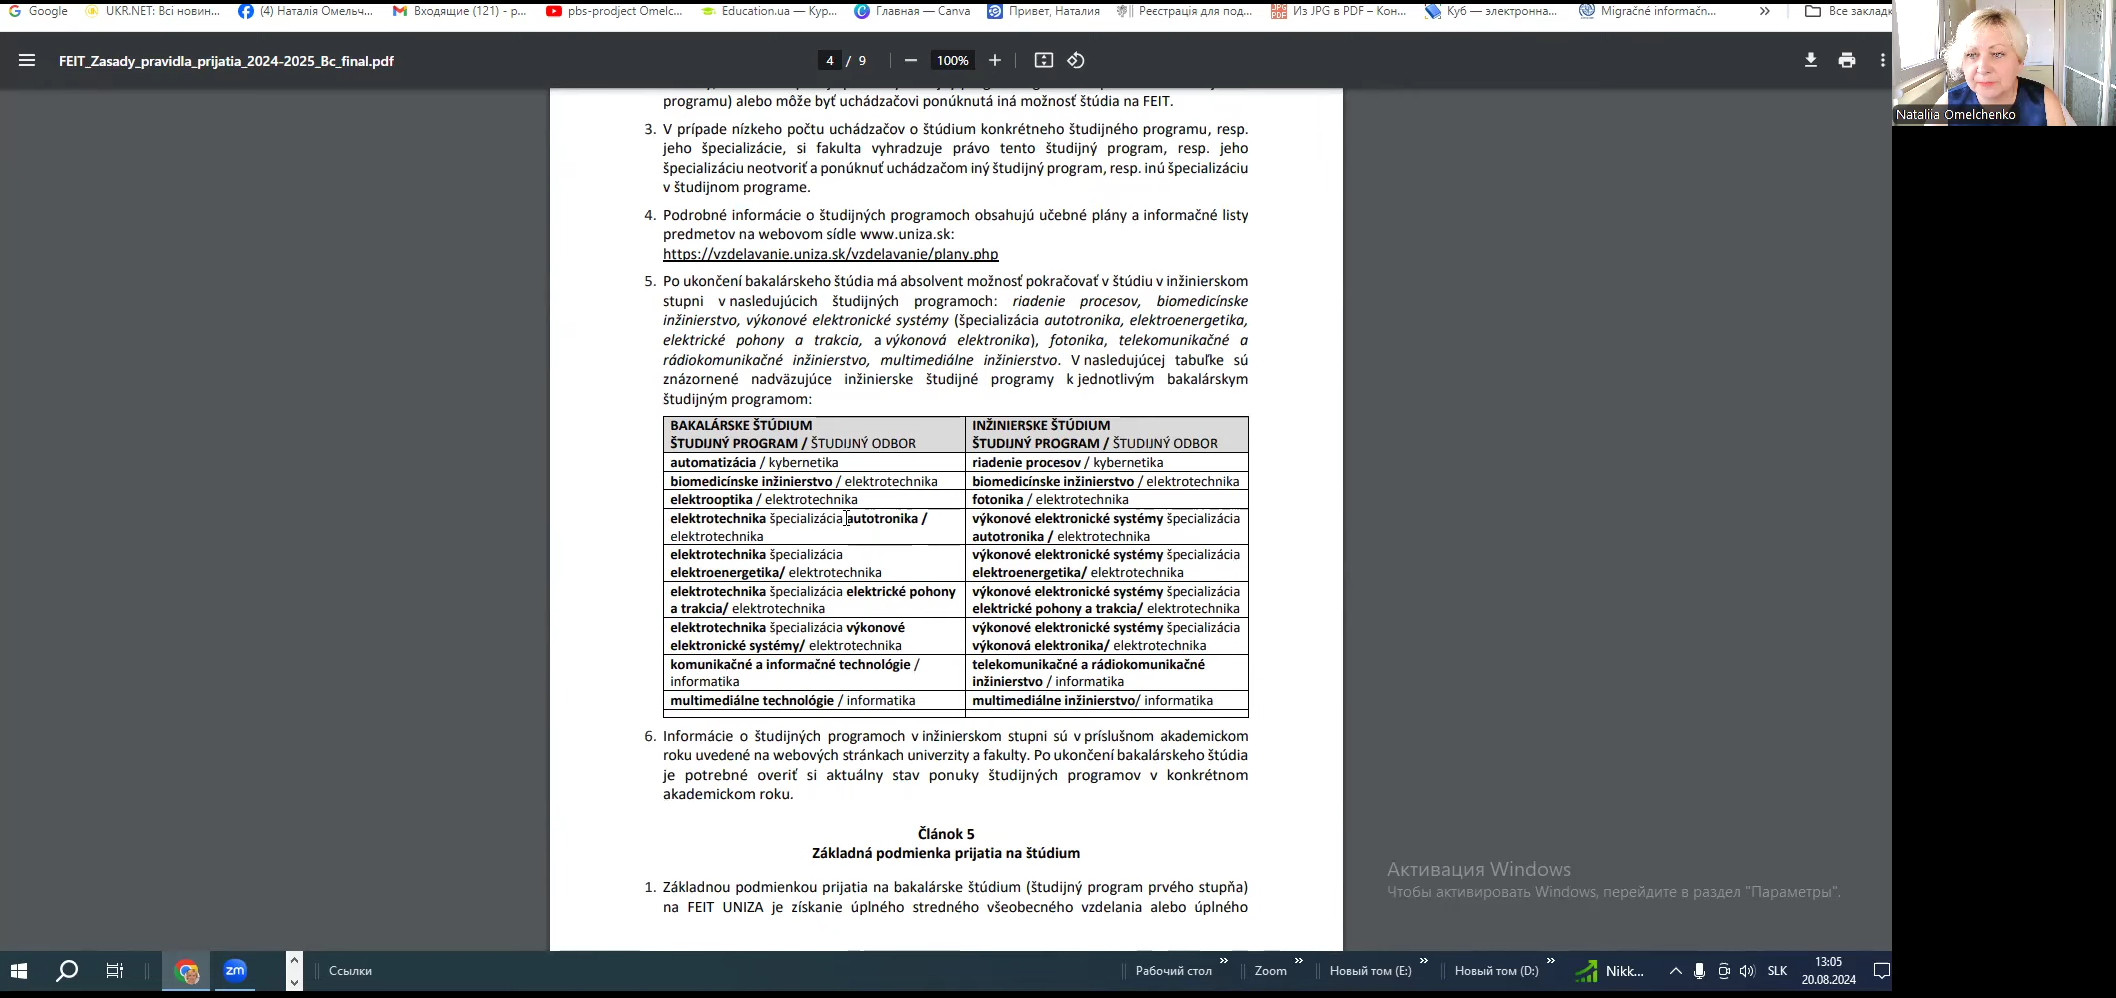 Google UKR.NET: Всі новин... (4) Наталія Омельч... Входящие (121) - p... pbs-prodject Omelc... Education.ua — Кур... Главная — Canva Привет, Наталия Реєстрація для под... Из JPG в PDF – Кон... Куб — электронна... Migračné informačn... » Все закладк
FEIT_Zasady_pravidla_prijatia_2024-2025_Bc_final.pdf 4 / 9 100%
Nataliia Omelchenko
programu) alebo môže byť uchádzačovi ponúknutá iná možnosť štúdia na FEIT.
3. V prípade nízkeho počtu uchádzačov o štúdium konkrétneho študijného programu, resp.
jeho špecializácie, si fakulta vyhradzuje právo tento študijný program, resp. jeho
špecializáciu neotvoriť a ponúknuť uchádzačom iný študijný program, resp. inú špecializáciu
v študijnom programe.
4. Podrobné informácie o študijných programoch obsahujú učebné plány a informačné listy
predmetov na webovom sídle www.uniza.sk:
https://vzdelavanie.uniza.sk/vzdelavanie/plany.php
5. Po ukončení bakalárskeho štúdia má absolvent možnosť pokračovať v štúdiu v inžinierskom
stupni v nasledujúcich študijných programoch: riadenie procesov, biomedicínske
inžinierstvo, výkonové elektronické systémy (špecializácia autotronika, elektroenergetika,
elektrické pohony a trakcia, a výkonová elektronika), fotonika, telekomunikačné a
rádiokomunikačné inžinierstvo, multimediálne inžinierstvo. V nasledujúcej tabuľke sú
znázornené nadväzujúce inžinierske študijné programy k jednotlivým bakalárskym
študijným programom:
BAKALÁRSKE ŠTÚDIUM
ŠTUDIJNÝ PROGRAM / ŠTUDIJNÝ ODBOR
INŽINIERSKE ŠTÚDIUM
ŠTUDIJNÝ PROGRAM / ŠTUDIJNÝ ODBOR
automatizácia / kybernetika
riadenie procesov / kybernetika
biomedicínske inžinierstvo / elektrotechnika
biomedicínske inžinierstvo / elektrotechnika
elektrooptika / elektrotechnika
fotonika / elektrotechnika
elektrotechnika špecializácia autotronika /
elektrotechnika
výkonové elektronické systémy špecializácia
autotronika / elektrotechnika
elektrotechnika špecializácia
elektroenergetika/ elektrotechnika
výkonové elektronické systémy špecializácia
elektroenergetika/ elektrotechnika
elektrotechnika špecializácia elektrické pohony
a trakcia/ elektrotechnika
výkonové elektronické systémy špecializácia
elektrické pohony a trakcia/ elektrotechnika
elektrotechnika špecializácia výkonové
elektronické systémy/ elektrotechnika
výkonové elektronické systémy špecializácia
výkonová elektronika/ elektrotechnika
komunikačné a informačné technológie /
informatika
telekomunikačné a rádiokomunikačné
inžinierstvo / informatika
multimediálne technológie / informatika
multimediálne inžinierstvo/ informatika
6. Informácie o študijných programoch v inžinierskom stupni sú v príslušnom akademickom
roku uvedené na webových stránkach univerzity a fakulty. Po ukončení bakalárskeho štúdia
je potrebné overiť si aktuálny stav ponuky študijných programov v konkrétnom
akademickom roku.
Článok 5
Základná podmienka prijatia na štúdium
1. Základnou podmienkou prijatia na bakalárske štúdium (študijný program prvého stupňa)
na FEIT UNIZA je získanie úplného stredného všeobecného vzdelania alebo úplného
Активация Windows
Чтобы активировать Windows, перейдите в раздел "Параметры".
zm Ссылки Рабочий стол » Zoom » Новый том (E:) » Новый том (D:) » Nikk... SLK 13:05
20.08.2024